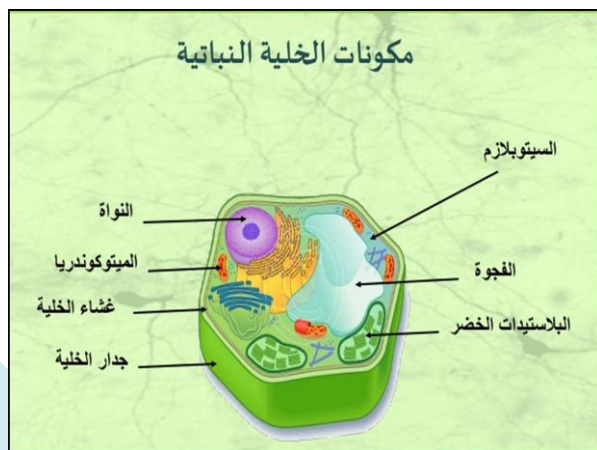 مكونات الخلية النباتية
السيتوبلازم
النواة
الميتوكوندريا
الفجوة
غشاء الخلية
البلاستيدات الخضر
جدار الخلية